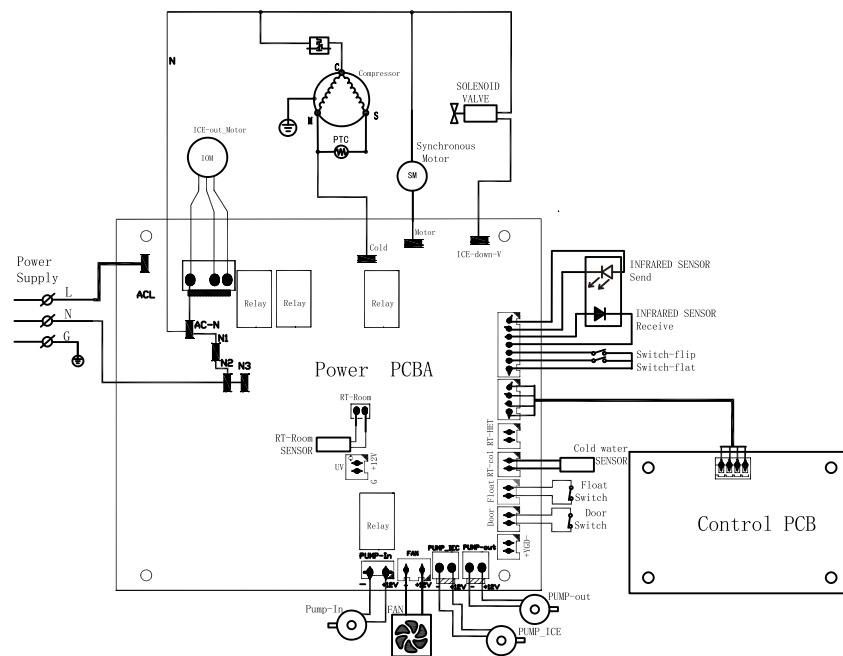 N
C
Compressor
M
S
PTC
SOLENOID
VALVE
ICE-out_Motor
IOM
Synchronous
Motor
SM
Motor
Cold
ICE-down-V
Power
Supply
L
N
G
ACL
Relay
Relay
Relay
AC-N
N1
N2
N3
INFRARED SENSOR
Send
INFRARED SENSOR
Receive
Switch-flip
Switch-flat
Power PCBA
RT-Room
RT-Room
SENSOR
UV
+12V
G
RT-HET
RT-col
Cold water
SENSOR
Float
Float
Switch
Door
Door
Switch
+YGD-
Control PCB
Relay
PUMP-In
FAN
PUMP_IEC
PUMP-out
- +12V
- +12V
- +12V
- +12V
Pump-In
FAN
PUMP-out
PUMP_ICE